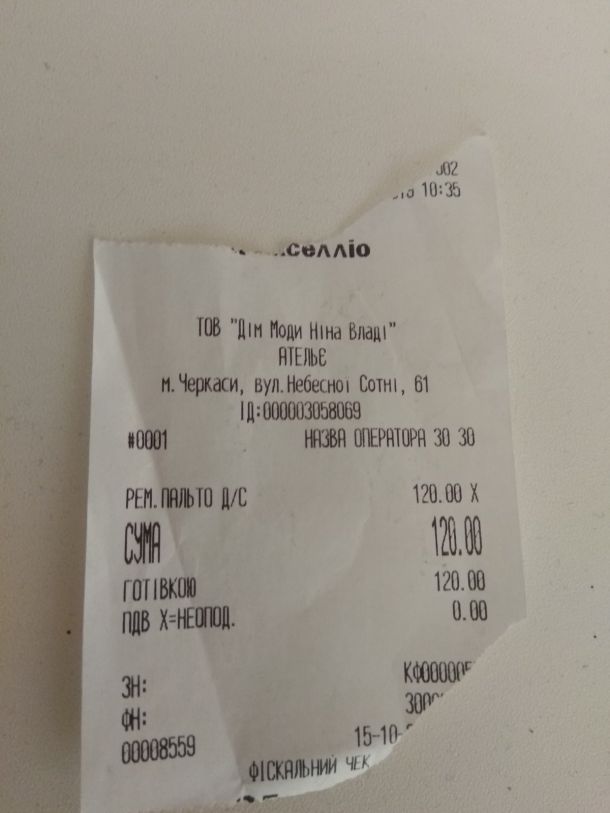 10:35
ТОВ "Дім Моди Ніна Владі"
АТЕЛЬЄ
м.Черкаси, вул.Небесної Сотні, 61
ІД:000003058069
#0001 НАЗВА ОПЕРАТОРА 30 30
РЕМ.ПАЛЬТО Д/С 120.00 X
СУМА 120.00
ГОТІВКОЮ 120.00
ПДВ X=НЕОПОД. 0.00
ЗН:
ФН:
00008559 15-10-
ФІСКАЛЬНИЙ ЧЕК